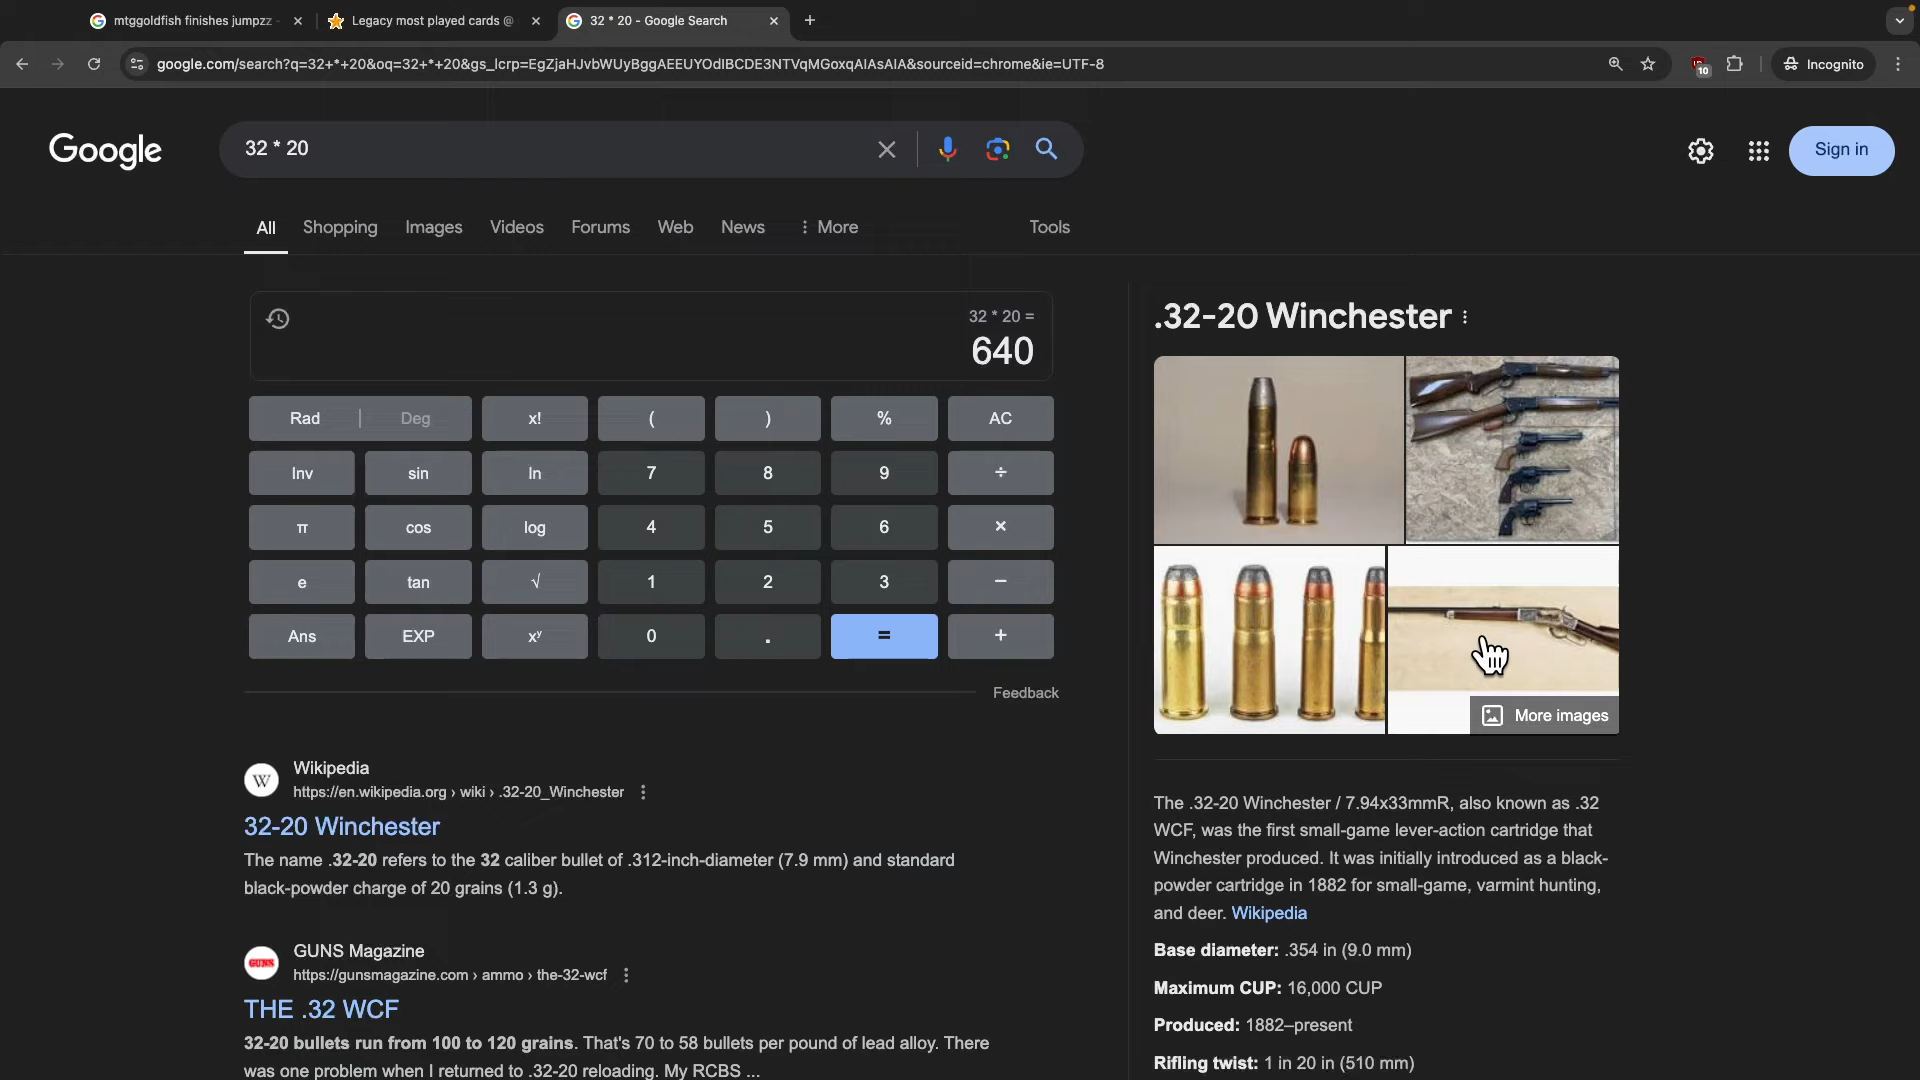 mtggoldfish finishes jumpzz
Legacy most played cards @
32 * 20 - Google Search
google.com/search?q=32+*+20&oq=32+*+20&gs_lcrp=EgZjaHJvbWUyBggAEEUYOdIBCDE3NTVqMGoxqAIAsAIA&sourceid=chrome&ie=UTF-8
10
Incognito
Google
32 * 20
Sign in
All Shopping Images Videos Forums Web News More Tools
32 * 20 =
640
Rad | Deg x! ( ) % AC
Inv sin ln 7 8 9 ÷
π cos log 4 5 6 ×
e tan √ 1 2 3 −
Ans EXP xʸ 0 . = +
Feedback
W
Wikipedia
https://en.wikipedia.org › wiki › .32-20_Winchester
32-20 Winchester
The name .32-20 refers to the 32 caliber bullet of .312-inch-diameter (7.9 mm) and standard
black-powder charge of 20 grains (1.3 g).
GUNS
GUNS Magazine
https://gunsmagazine.com › ammo › the-32-wcf
THE .32 WCF
32-20 bullets run from 100 to 120 grains. That's 70 to 58 bullets per pound of lead alloy. There
was one problem when I returned to .32-20 reloading. My RCBS ...
.32-20 Winchester
More images
The .32-20 Winchester / 7.94x33mmR, also known as .32
WCF, was the first small-game lever-action cartridge that
Winchester produced. It was initially introduced as a black-
powder cartridge in 1882 for small-game, varmint hunting,
and deer. Wikipedia
Base diameter: .354 in (9.0 mm)
Maximum CUP: 16,000 CUP
Produced: 1882–present
Rifling twist: 1 in 20 in (510 mm)